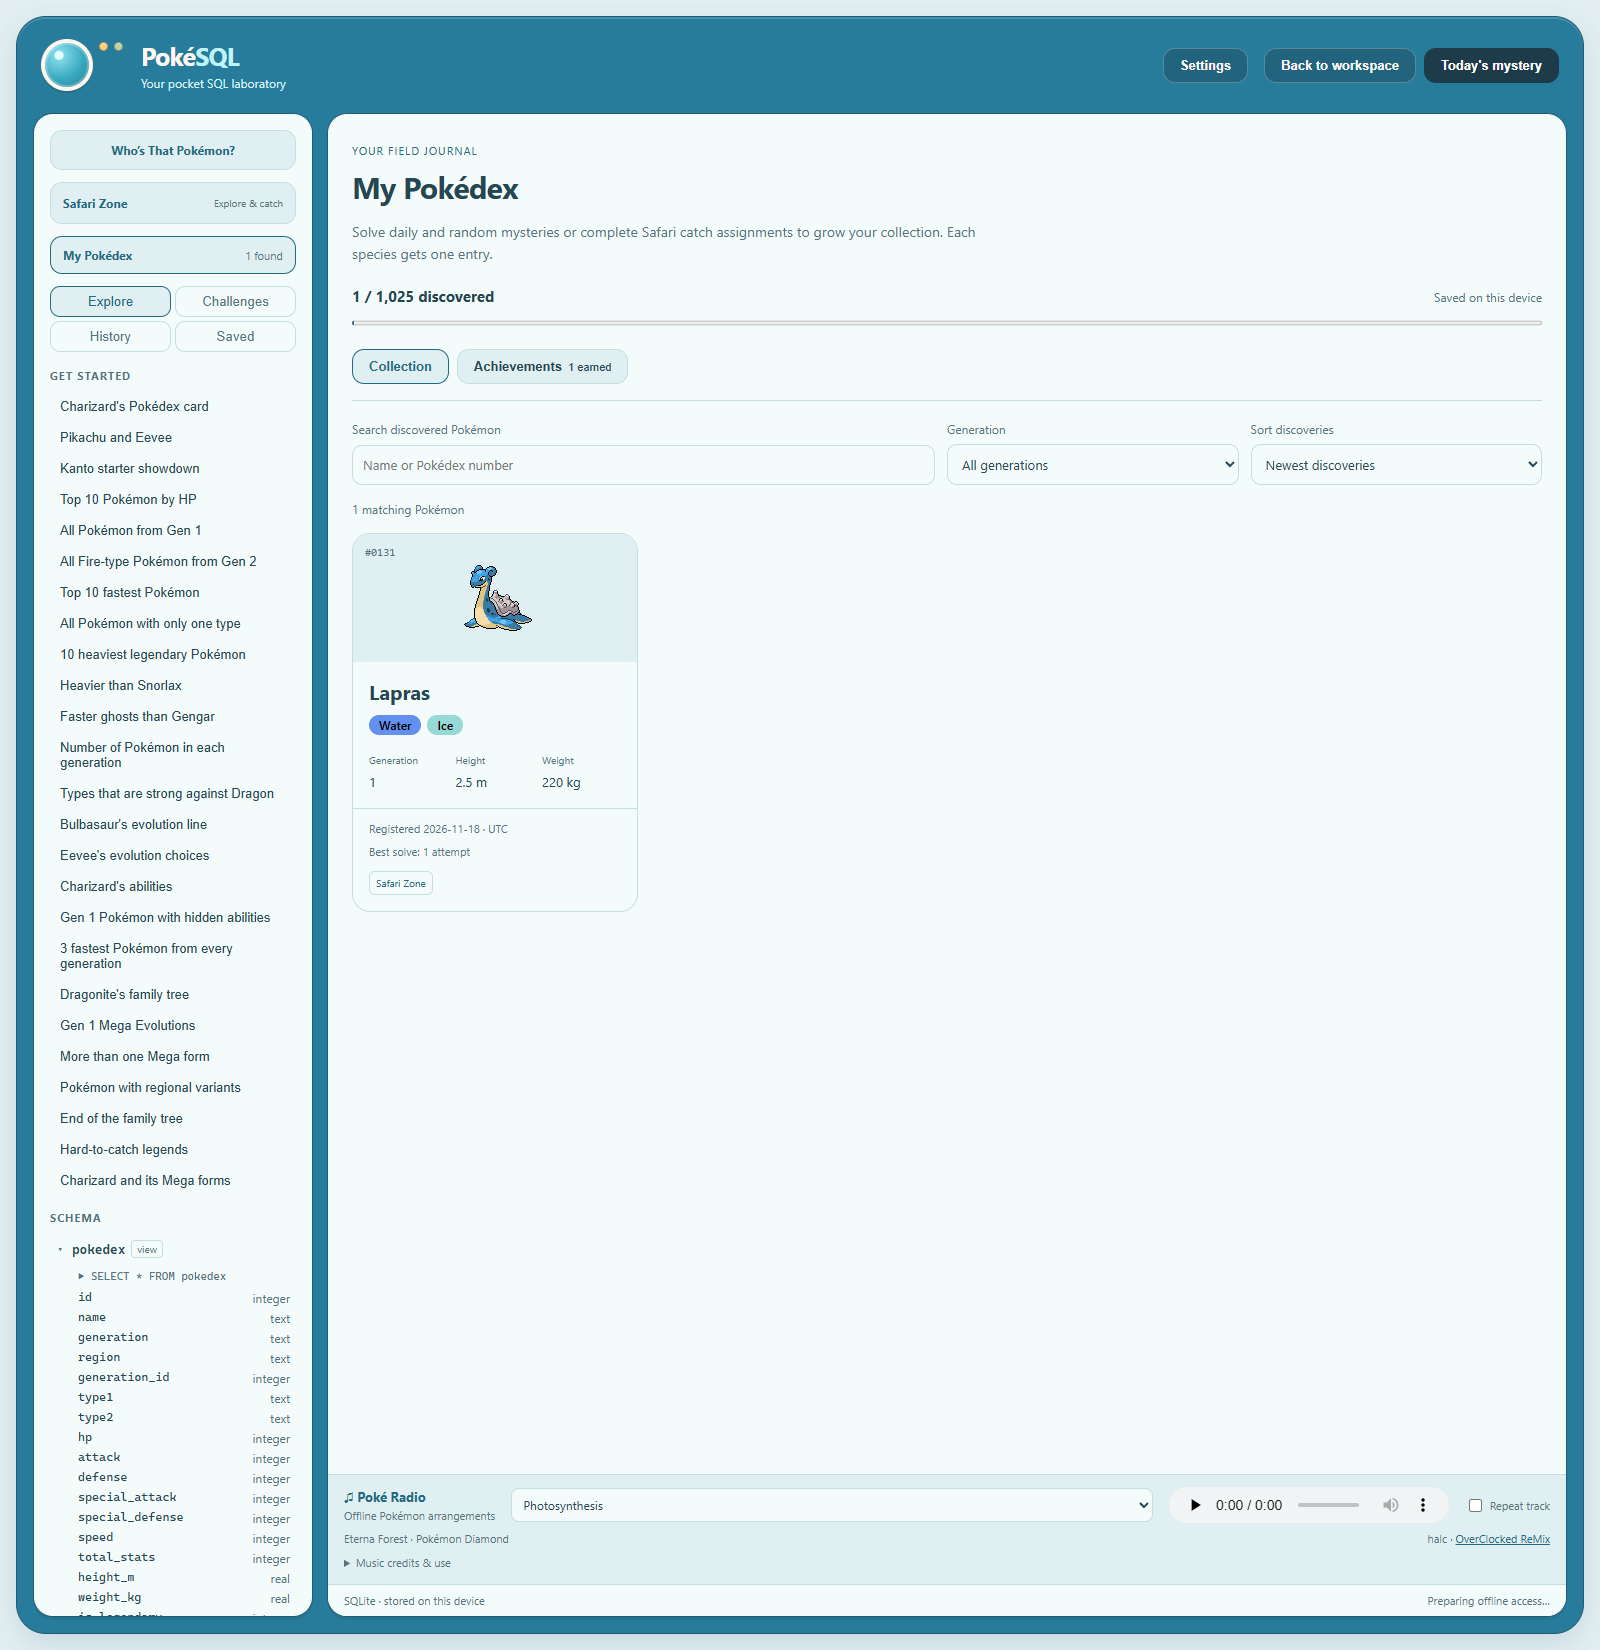 PokéSQL
Your pocket SQL laboratory
Settings
Back to workspace
Today's mystery
Who's That Pokémon?
Safari Zone
Explore & catch
My Pokédex
1 found
Explore
Challenges
History
Saved
GET STARTED
Charizard's Pokédex card
Pikachu and Eevee
Kanto starter showdown
Top 10 Pokémon by HP
All Pokémon from Gen 1
All Fire-type Pokémon from Gen 2
Top 10 fastest Pokémon
All Pokémon with only one type
10 heaviest legendary Pokémon
Heavier than Snorlax
Faster ghosts than Gengar
Number of Pokémon in each
generation
Types that are strong against Dragon
Bulbasaur's evolution line
Eevee's evolution choices
Charizard's abilities
Gen 1 Pokémon with hidden abilities
3 fastest Pokémon from every
generation
Dragonite's family tree
Gen 1 Mega Evolutions
More than one Mega form
Pokémon with regional variants
End of the family tree
Hard-to-catch legends
Charizard and its Mega forms
SCHEMA
▾ pokedex view
▶ SELECT * FROM pokedex
id integer
name text
generation text
region text
generation_id integer
type1 text
type2 text
hp integer
attack integer
defense integer
special_attack integer
special_defense integer
speed integer
total_stats integer
height_m real
weight_kg real
YOUR FIELD JOURNAL
My Pokédex
Solve daily and random mysteries or complete Safari catch assignments to grow your collection. Each
species gets one entry.
1 / 1,025 discovered
Saved on this device
Collection
Achievements 1 earned
Search discovered Pokémon
Name or Pokédex number
Generation
All generations
Sort discoveries
Newest discoveries
1 matching Pokémon
#0131
Lapras
Water
Ice
Generation Height Weight
1 2.5 m 220 kg
Registered 2026-11-18 · UTC
Best solve: 1 attempt
Safari Zone
♫ Poké Radio
Offline Pokémon arrangements
Photosynthesis
0:00 / 0:00
Repeat track
Eterna Forest · Pokémon Diamond
halc · OverClocked ReMix
▶ Music credits & use
SQLite · stored on this device
Preparing offline access…